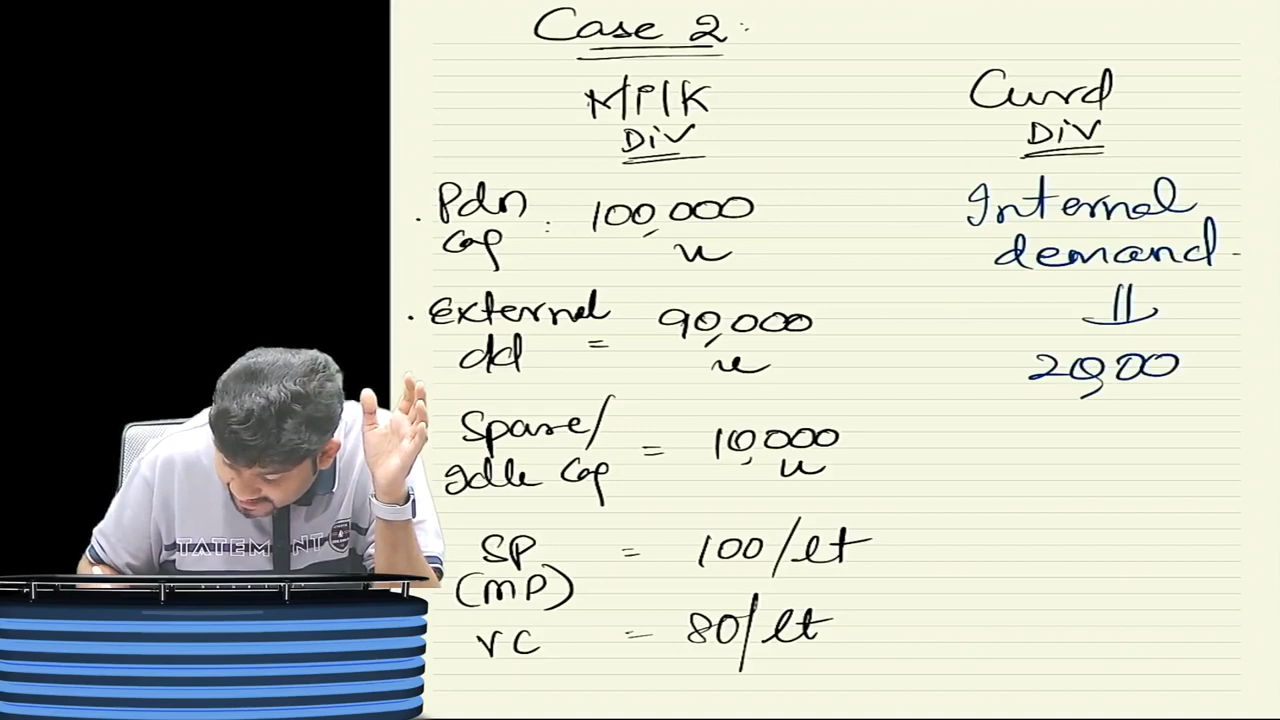 Case 2 :
Milk
Div
Curd
Div
. Pdn
Cap : 100,000
u
Internal
demand
. External
dd = 90,000
u
20,00
Spare/
Idle Cap = 10,000
u
SP = 100/lt
(MP)
VC = 80/lt
TATEMENT